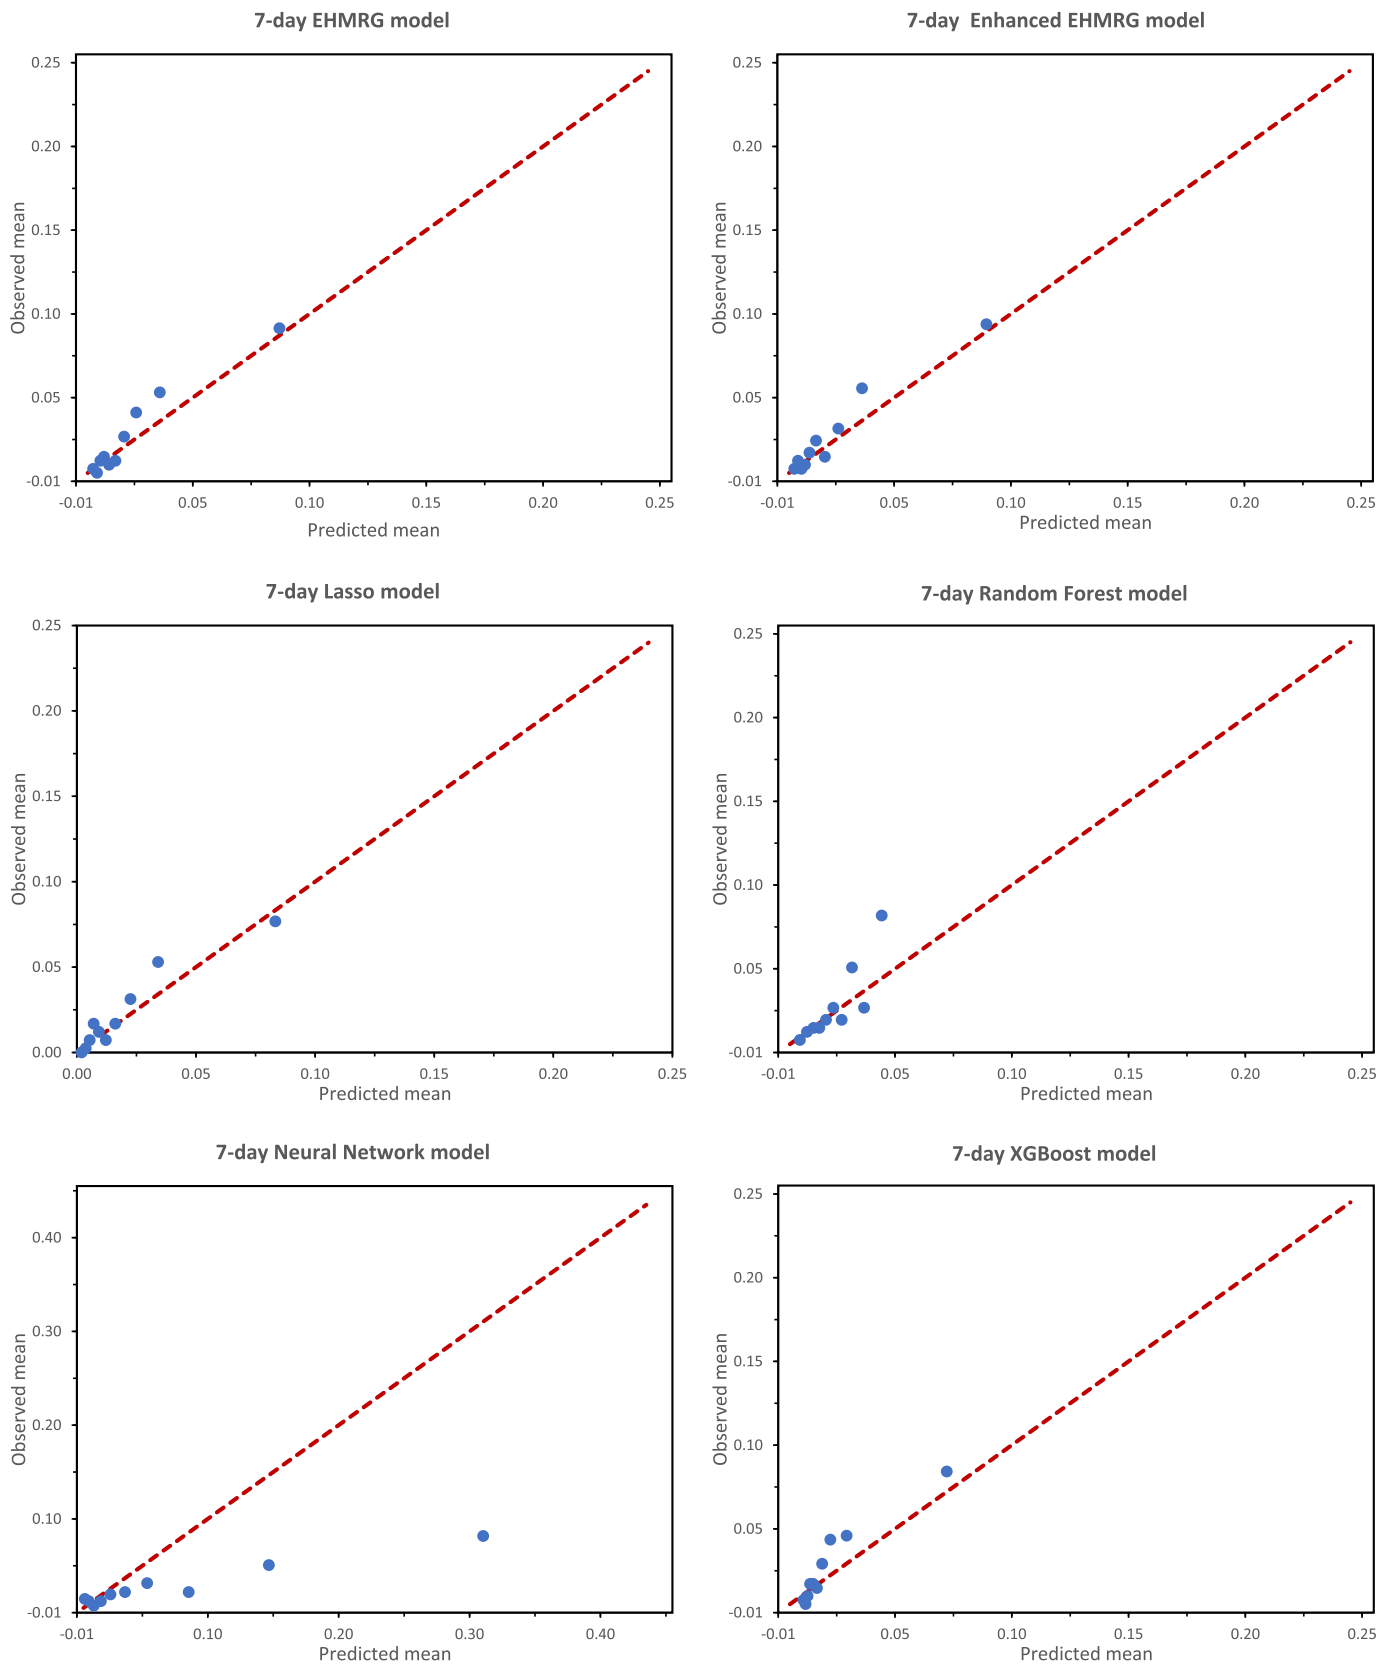 7-day EHMRG model
0.25
0.20
0.15
0.10
0.05
-0.01
Observed mean
-0.01 0.05 0.10 0.15 0.20 0.25
Predicted mean
7-day Enhanced EHMRG model
0.25
0.20
0.15
0.10
0.05
-0.01
Observed mean
-0.01 0.05 0.10 0.15 0.20 0.25
Predicted mean
7-day Lasso model
0.25
0.20
0.15
0.10
0.05
0.00
Observed mean
0.00 0.05 0.10 0.15 0.20 0.25
Predicted mean
7-day Random Forest model
0.25
0.20
0.15
0.10
0.05
-0.01
Observed mean
-0.01 0.05 0.10 0.15 0.20 0.25
Predicted mean
7-day Neural Network model
0.40
0.30
0.20
0.10
-0.01
Observed mean
-0.01 0.10 0.20 0.30 0.40
Predicted mean
7-day XGBoost model
0.25
0.20
0.15
0.10
0.05
-0.01
Observed mean
-0.01 0.05 0.10 0.15 0.20 0.25
Predicted mean